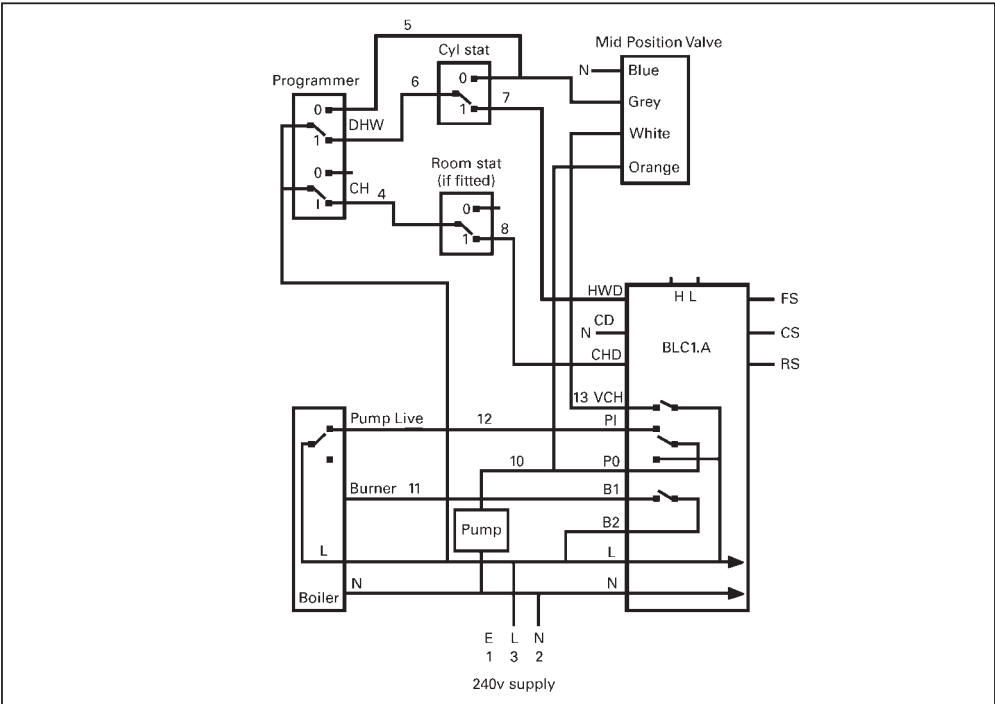 5
Cyl stat
Mid Position Valve
N
Blue
0
Programmer
6
7
Grey
1
0
DHW
1
White
Room stat
(if fitted)
Orange
0
CH
4
I
0
8
1
HWD
H L
FS
CD
N
CS
BLC1.A
CHD
RS
13 VCH
Pump Live
12
PI
10
P0
Burner 11
B1
Pump
B2
L
L
N
N
Boiler
E L N
1 3 2
240v supply